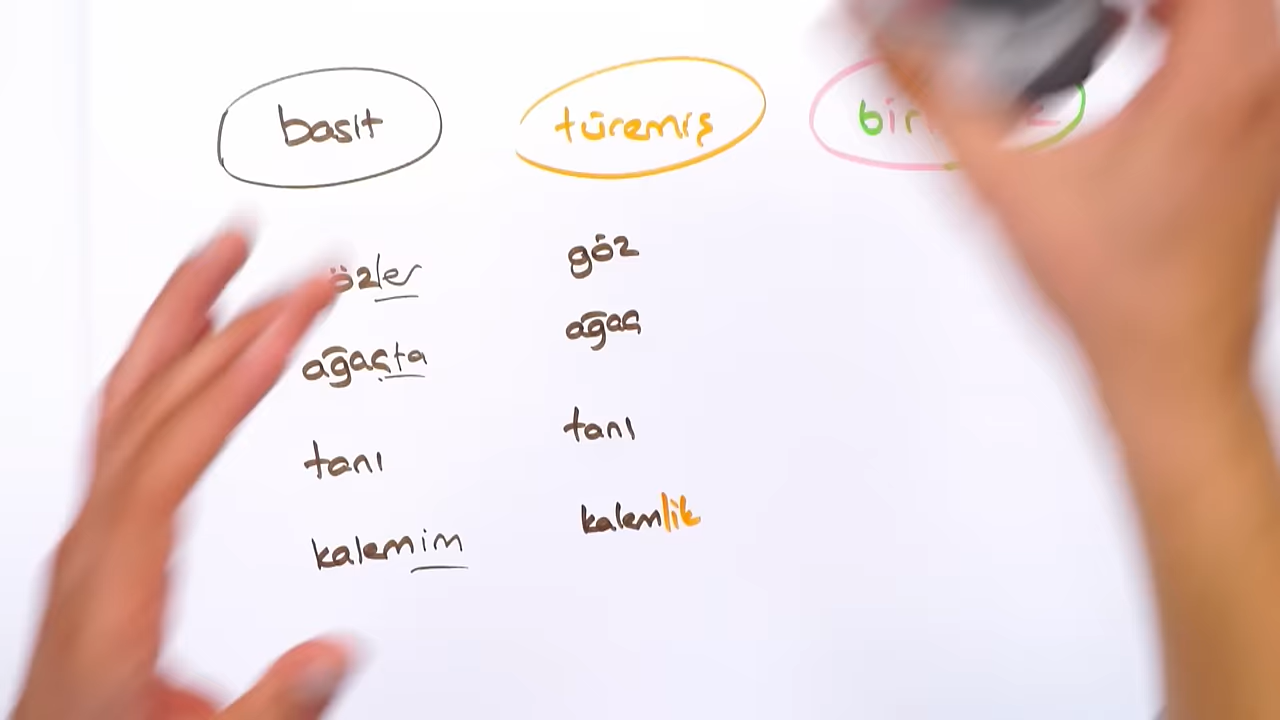 basit
türemiş
ağaçta
tanı
kalemim
göz
ağaç
tanı
kalemlik